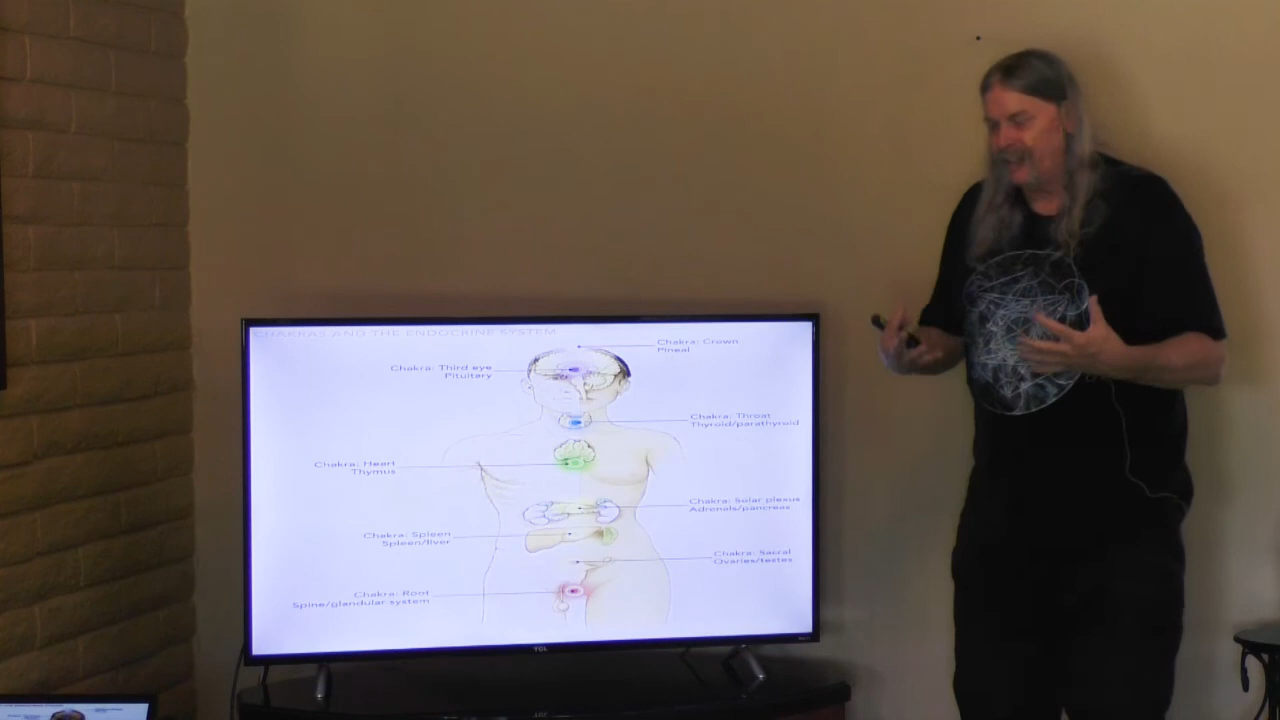 CHAKRAS AND THE ENDOCRINE SYSTEM
Chakra: Crown
Pineal
Chakra: Third eye
Pituitary
Chakra: Throat
Thyroid/parathyroid
Chakra: Heart
Thymus
Chakra: Solar plexus
Adrenals/pancreas
Chakra: Spleen
Spleen/liver
Chakra: Sacral
Ovaries/testes
Chakra: Root
Spine/glandular system
TCL